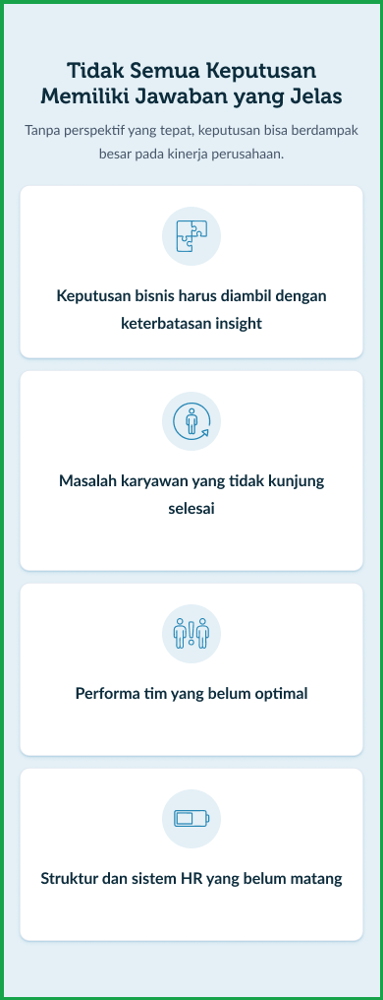 Tidak Semua Keputusan
Memiliki Jawaban yang Jelas
Tanpa perspektif yang tepat, keputusan bisa berdampak
besar pada kinerja perusahaan.
Keputusan bisnis harus diambil dengan
keterbatasan insight
Masalah karyawan yang tidak kunjung
selesai
Performa tim yang belum optimal
Struktur dan sistem HR yang belum matang